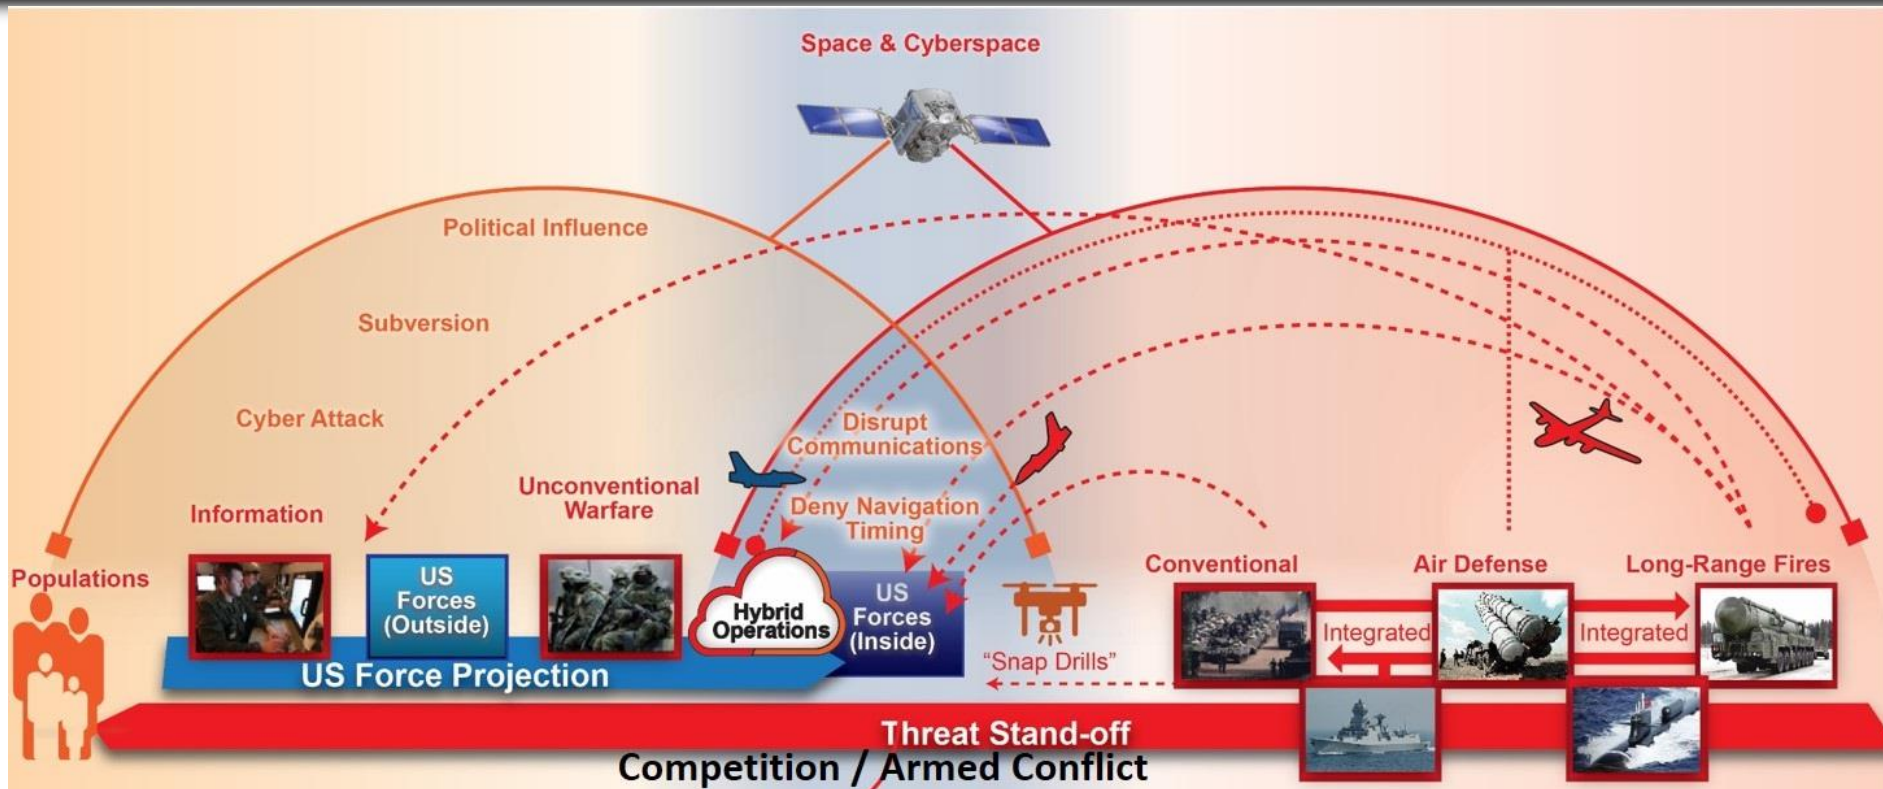 Space & Cyberspace
Political Influence
Subversion
Cyber Attack
Disrupt
Communications
Deny Navigation
Timing
Information
Unconventional
Warfare
Populations
US
Forces
(Outside)
Hybrid
Operations
US
Forces
(Inside)
"Snap Drills"
Conventional
Air Defense
Long-Range Fires
Integrated
Integrated
US Force Projection
Threat Stand-off
Competition / Armed Conflict